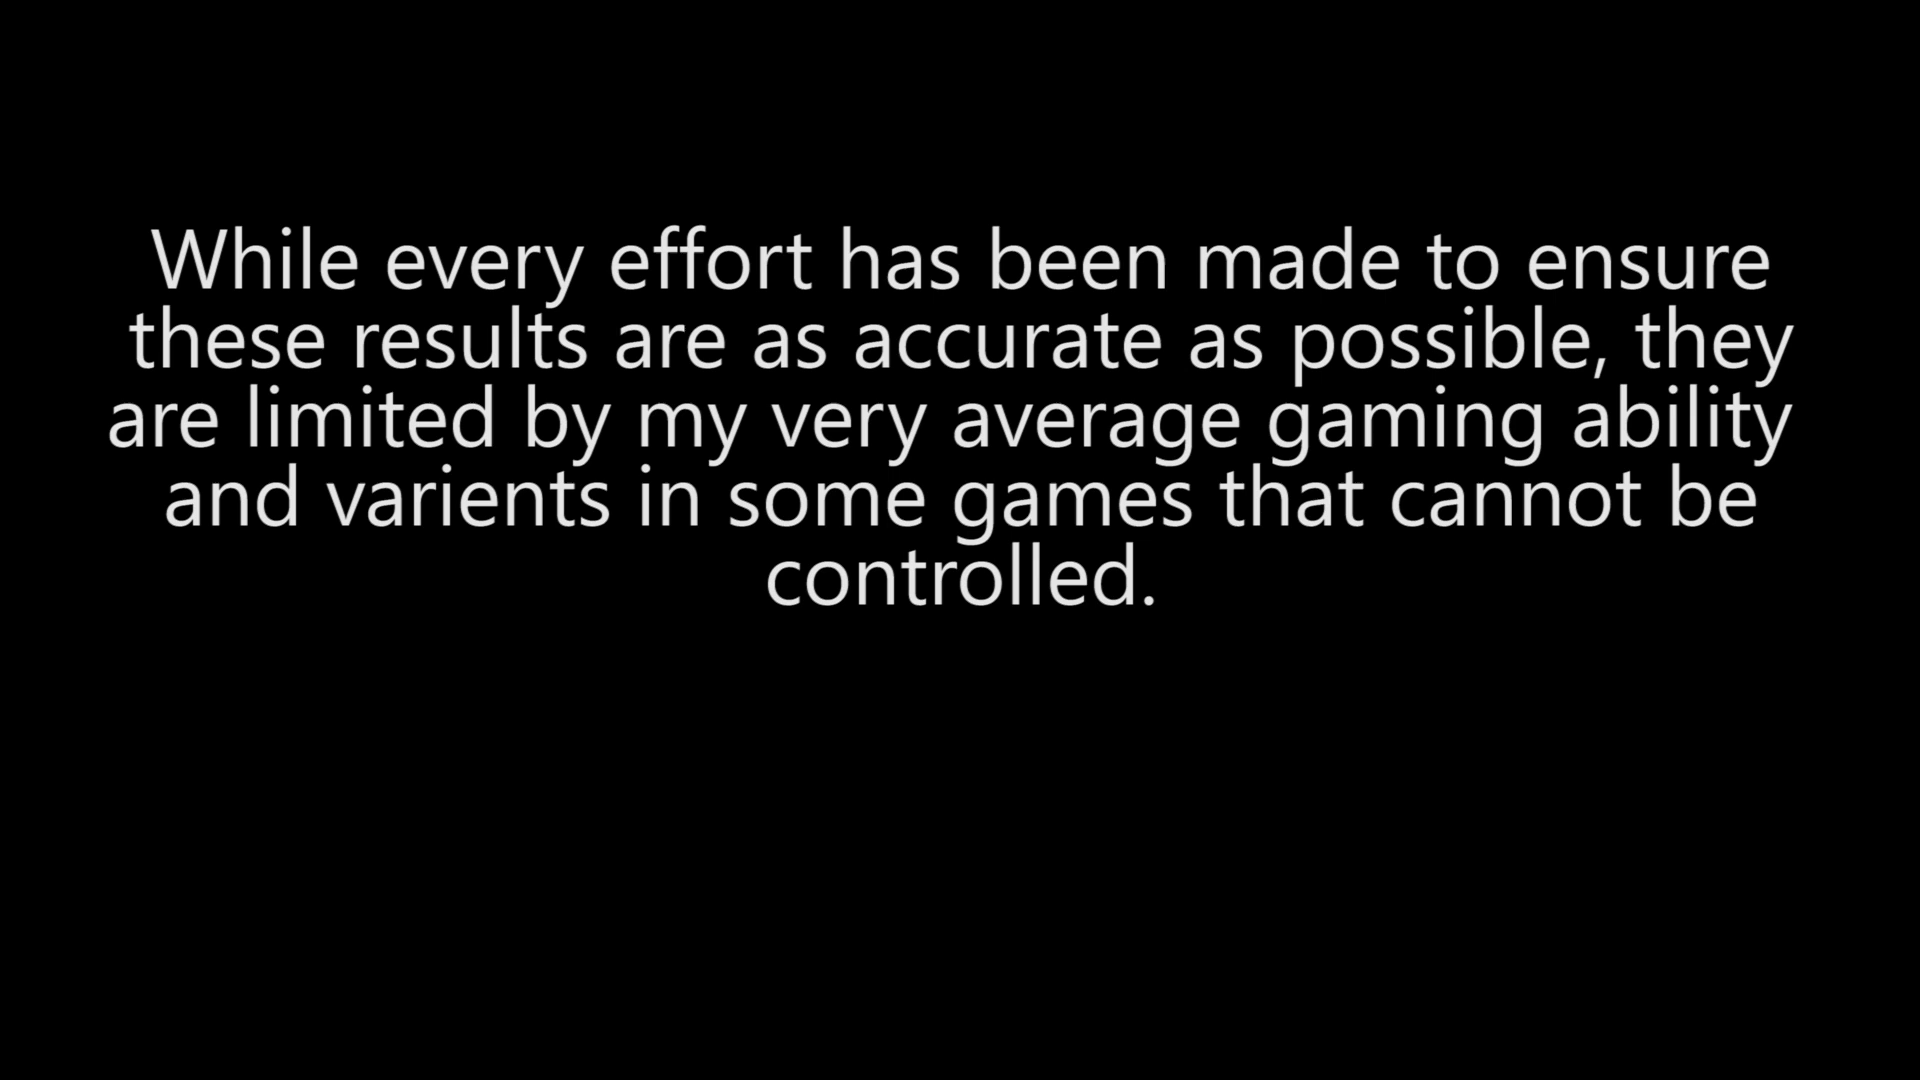 While every effort has been made to ensure
these results are as accurate as possible, they
are limited by my very average gaming ability
and varients in some games that cannot be
controlled.